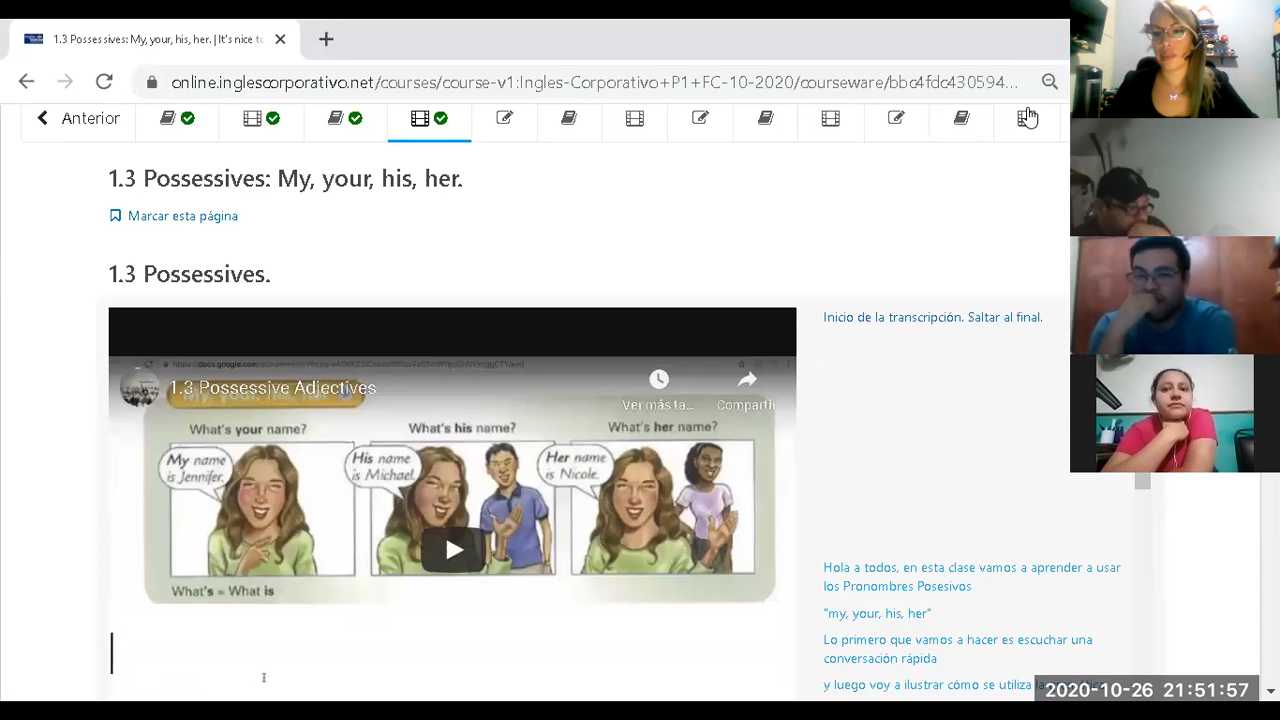 1.3 Possessives: My, your, his, her. | It's nice to
online.inglescorporativo.net/courses/course-v1:Ingles-Corporativo+P1+FC-10-2020/courseware/bbc4fdc430594...
Anterior
1.3 Possessives: My, your, his, her.
Marcar esta página
1.3 Possessives.
Inicio de la transcripción. Saltar al final.
1.3 Possessive Adjectives
Ver más ta...
Comparti
What's your name?
What's his name?
What's her name?
My name
is Jennifer.
His name
is Michael.
Her name
is Nicole.
What's = What is
Hola a todos, en esta clase vamos a aprender a usar
los Pronombres Posesivos
"my, your, his, her"
Lo primero que vamos a hacer es escuchar una
conversación rápida
y luego voy a ilustrar cómo se utiliza
2020-10-26 21:51:57